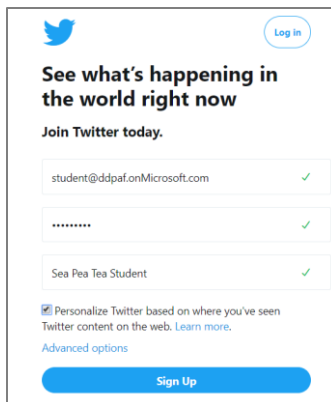 Log in
See what's happening in
the world right now
Join Twitter today.
student@ddpaf.onMicrosoft.com
•••••••••
Sea Pea Tea Student
Personalize Twitter based on where you've seen
Twitter content on the web. Learn more.
Advanced options
Sign Up